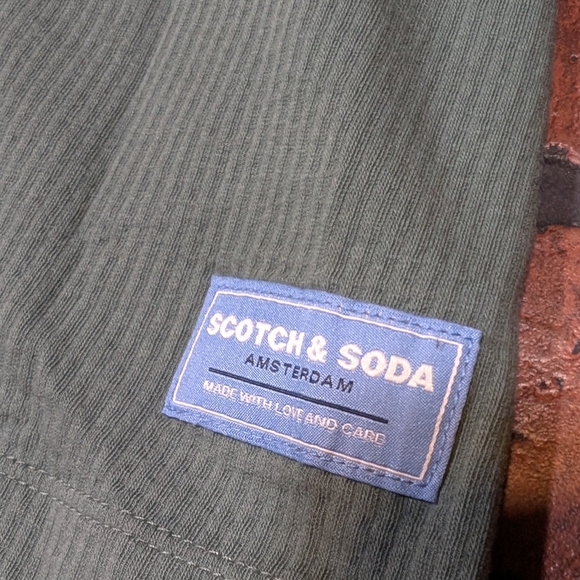 SCOTCH & SODA
AMSTERDAM
MADE WITH LOVE AND CARE